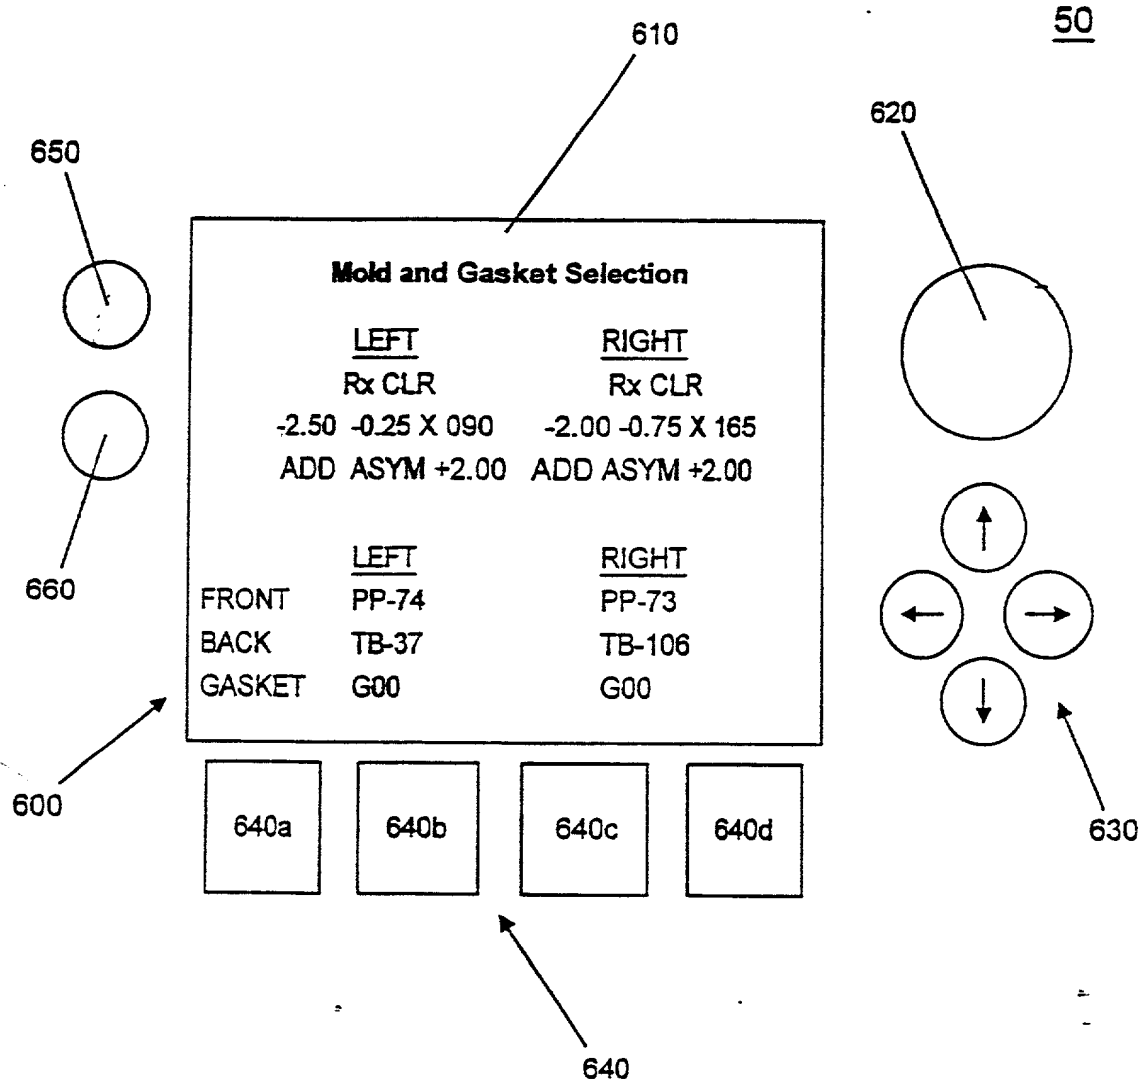 50
610
620
650
Mold and Gasket Selection
LEFT RIGHT
Rx CLR Rx CLR
-2.50 -0.25 X 090 -2.00 -0.75 X 165
ADD ASYM +2.00 ADD ASYM +2.00
LEFT RIGHT
660
FRONT PP-74 PP-73
BACK TB-37 TB-106
GASKET G00 G00
600
640a 640b 640c 640d
630
640